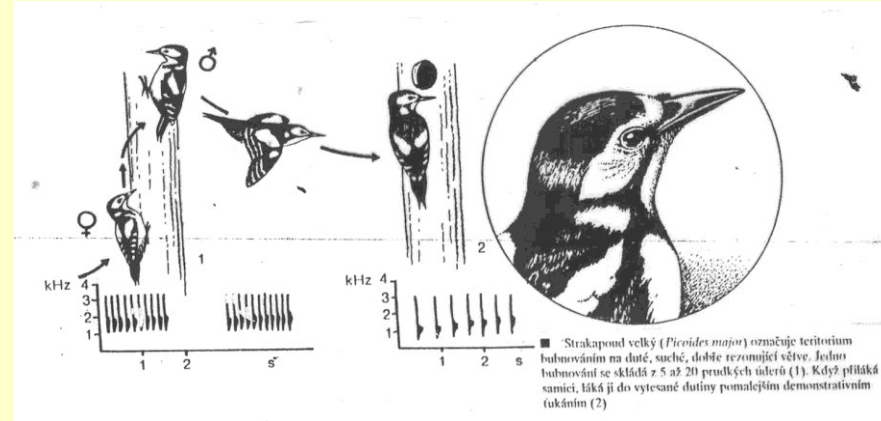 ♂
♀
1
2
kHz
4
3
2
1
1
2
s
kHz
4
3
2
1
1
2
s
■ Strakapoud velký (Picoides major) označuje teritorium
bubnováním na duté, suché, dobře rezonující větve. Jedno
bubnování se skládá z 5 až 20 prudkých úderů (1). Když přiláká
samici, láká ji do vytesané dutiny pomalejším demonstrativním
ťukáním (2)